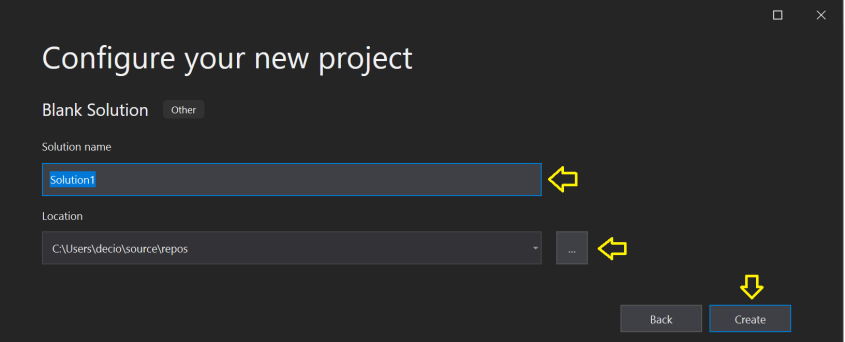 Configure your new project
Blank Solution Other
Solution name
Solution1
Location
C:\Users\decio\source\repos
...
Back Create